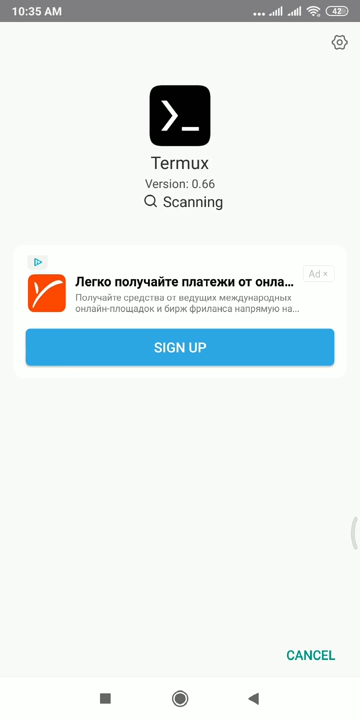 10:35 AM
42
Termux
Version: 0.66
Scanning
Ad ×
Легко получайте платежи от онла...
Получайте средства от ведущих международных
онлайн-площадок и бирж фриланса напрямую на...
SIGN UP
CANCEL